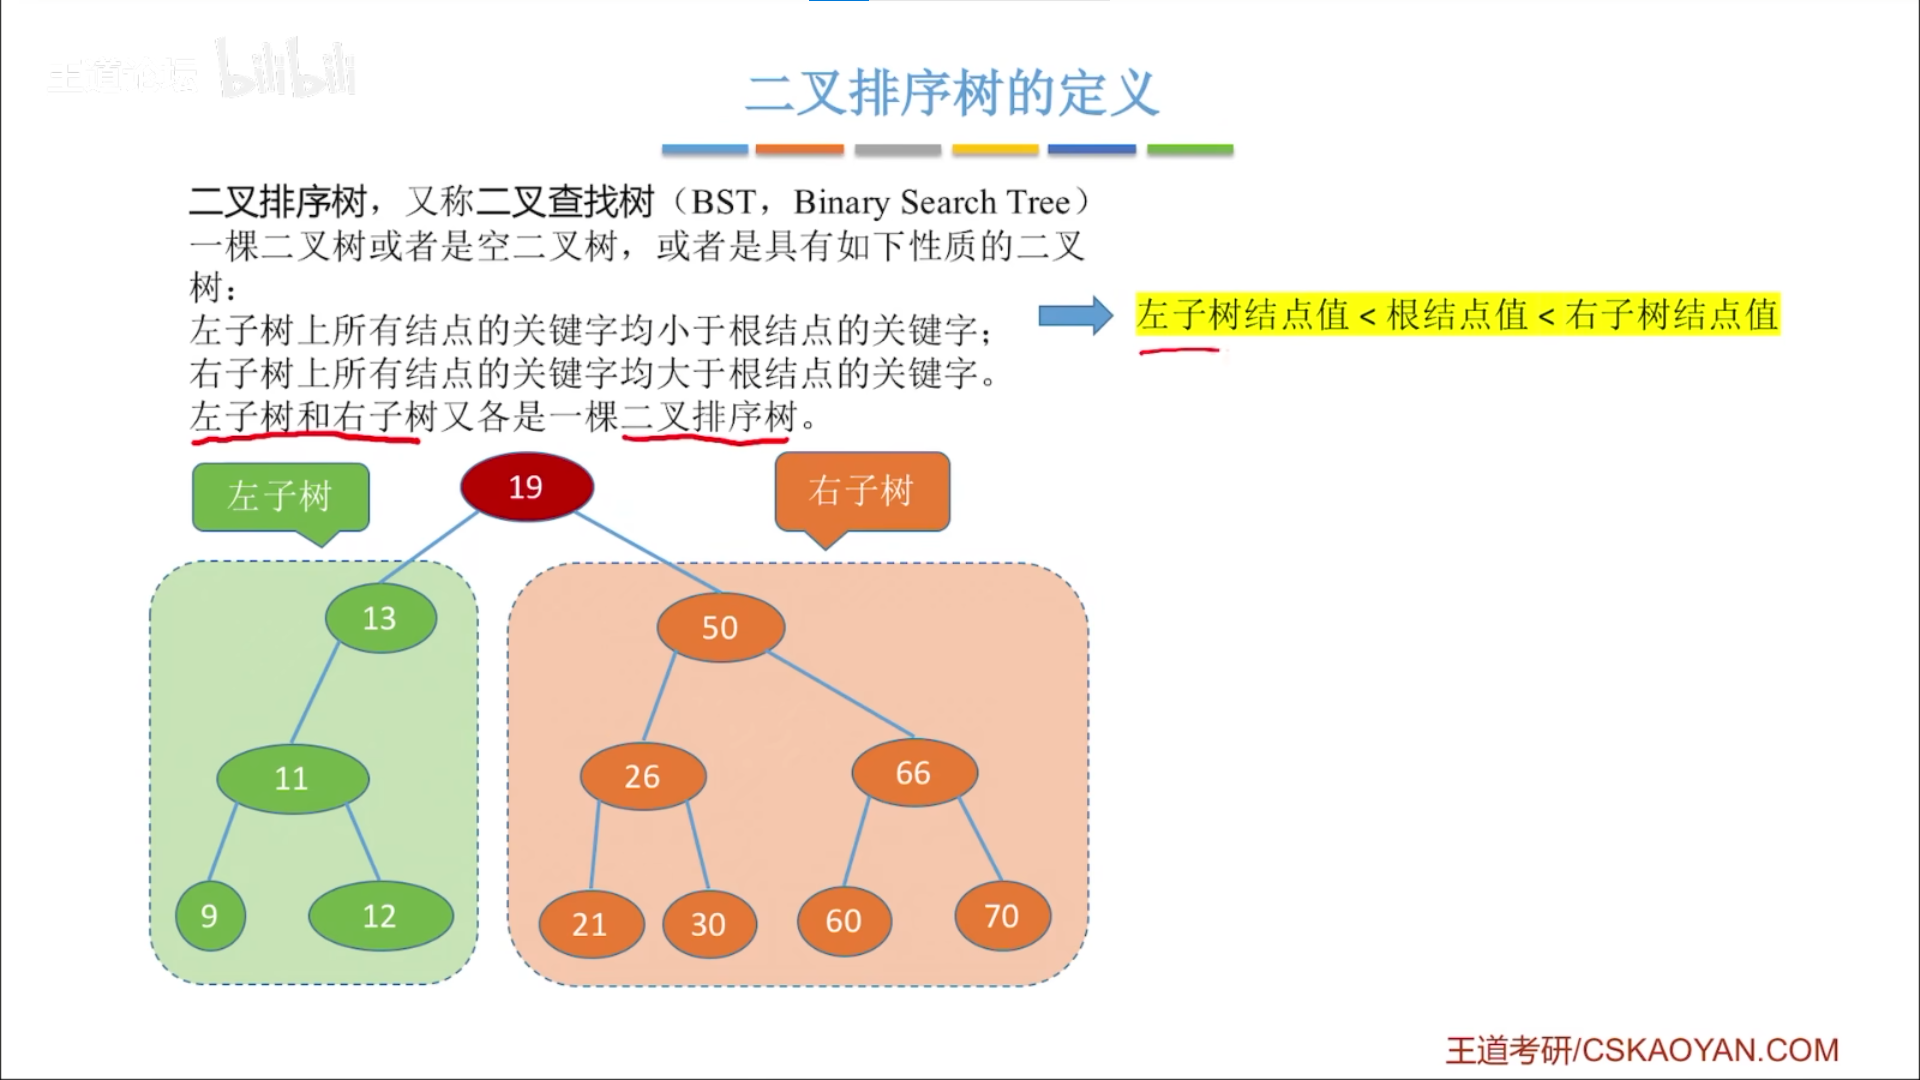 王道论坛 bilibili
二叉排序树的定义
二叉排序树，又称二叉查找树（BST，Binary Search Tree）
一棵二叉树或者是空二叉树，或者是具有如下性质的二叉
树：
左子树上所有结点的关键字均小于根结点的关键字；
右子树上所有结点的关键字均大于根结点的关键字。
左子树和右子树又各是一棵二叉排序树。
左子树结点值 < 根结点值 < 右子树结点值
左子树
19
右子树
13
50
11
26
66
9
12
21
30
60
70
王道考研/CSKAOYAN.COM